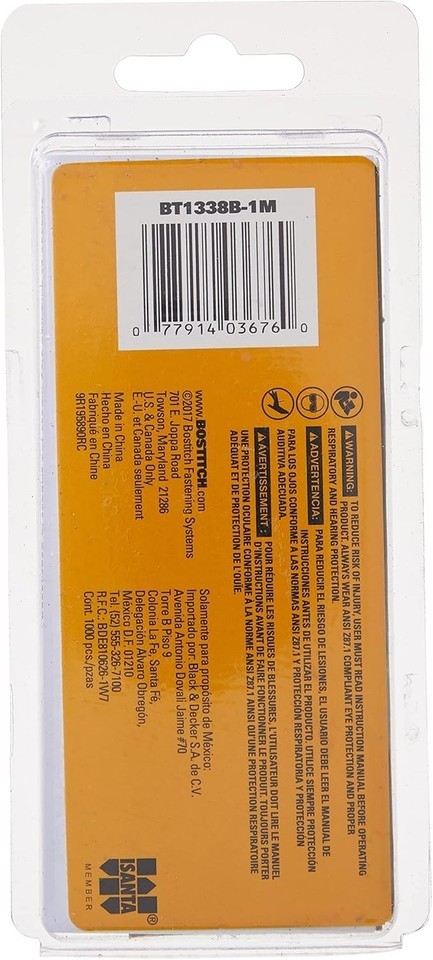 BT1338B-1M
0 77914 03676 0
⚠WARNING: TO REDUCE RISK OF INJURY, USER MUST READ INSTRUCTION MANUAL BEFORE OPERATING
PRODUCT. ALWAYS WEAR ANSI Z87.1 COMPLIANT EYE PROTECTION AND PROPER
RESPIRATORY AND HEARING PROTECTION.
⚠ADVERTENCIA: PARA REDUCIR EL RIESGO DE LESIONES, EL USUARIO DEBE LEER EL MANUAL DE
INSTRUCCIONES ANTES DE UTILIZAR EL PRODUCTO. UTILICE SIEMPRE PROTECCIÓN
PARA LOS OJOS CONFORME A LAS NORMAS ANSI Z87.1 Y PROTECCIÓN RESPIRATORIA Y PROTECCIÓN
AUDITIVA ADECUADA.
⚠AVERTISSEMENT : POUR RÉDUIRE LES RISQUES DE BLESSURES, L'UTILISATEUR DOIT LIRE LE MANUEL
D'INSTRUCTIONS AVANT DE FAIRE FONCTIONNER LE PRODUIT. TOUJOURS PORTER
UNE PROTECTION OCULAIRE CONFORME A LA NORME ANSI Z87.1 AINSI QU'UNE PROTECTION RESPIRATOIRE
ADÉQUAT ET DE PROTECTION DE L'OUIE.
www.BOSTITCH.com
©2017 Bostitch Fastening Systems
701 E. Joppa Road
Towson, Maryland 21286
U.S. & Canada Only
E.-U. et Canada seulement
Made in China
Hecho en China
Fabriqué en Chine
9R195890RC
Solamente para propósito de México:
Importado por: Black & Decker S.A. de C.V.
Avenida Antonio Doval Jaime #70
Torre B Piso 9
Colonia La Fe, Santa Fé,
Delegación Alvaro Obregón,
México D.F. 01210
Tel. (52) 555-326-7100
R.F.C.: BDE810626-1W7
Cont. 1000 pcs./pzas
ISANTA®
MEMBER